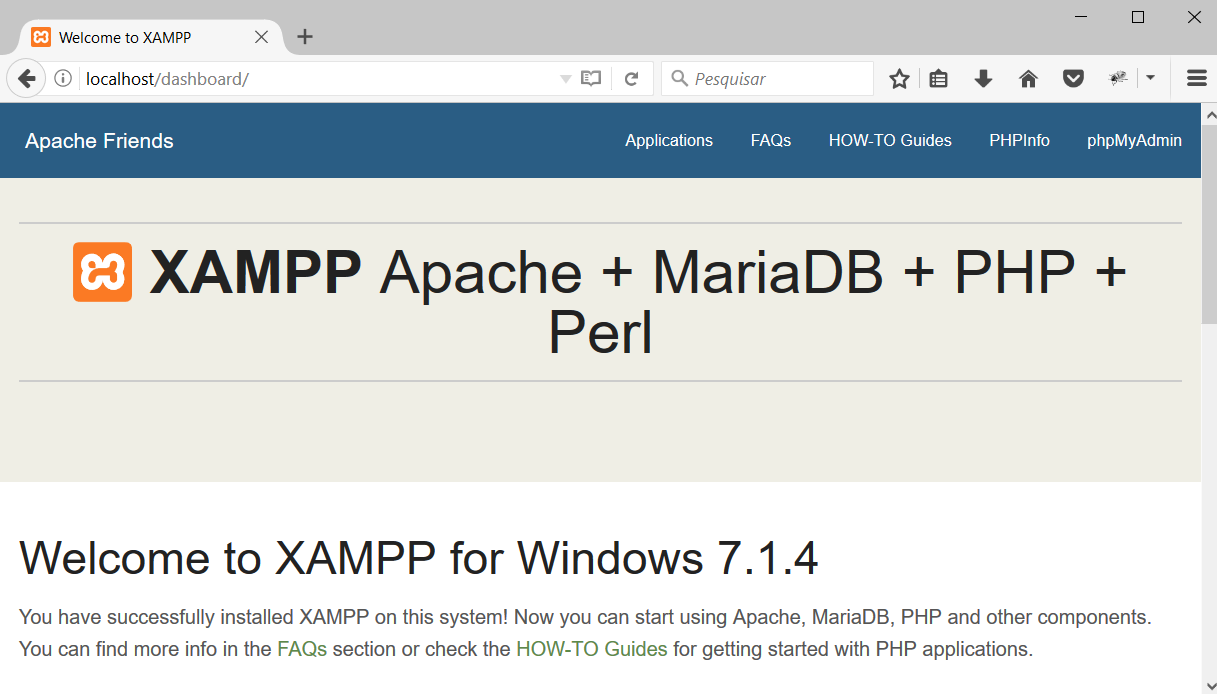 Welcome to XAMPP
localhost/dashboard/
Pesquisar
Apache Friends
Applications
FAQs
HOW-TO Guides
PHPInfo
phpMyAdmin
XAMPP Apache + MariaDB + PHP +
Perl
Welcome to XAMPP for Windows 7.1.4
You have successfully installed XAMPP on this system! Now you can start using Apache, MariaDB, PHP and other components.
You can find more info in the FAQs section or check the HOW-TO Guides for getting started with PHP applications.